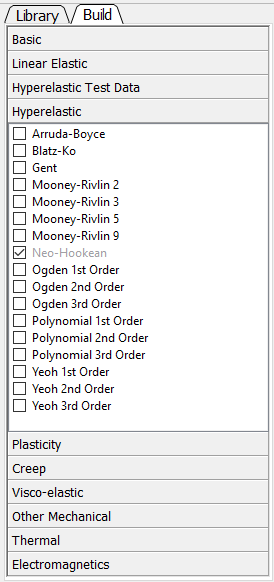 Library Build
Basic
Linear Elastic
Hyperelastic Test Data
Hyperelastic
Arruda-Boyce
Blatz-Ko
Gent
Mooney-Rivlin 2
Mooney-Rivlin 3
Mooney-Rivlin 5
Mooney-Rivlin 9
Neo-Hookean
Ogden 1st Order
Ogden 2nd Order
Ogden 3rd Order
Polynomial 1st Order
Polynomial 2nd Order
Polynomial 3rd Order
Yeoh 1st Order
Yeoh 2nd Order
Yeoh 3rd Order
Plasticity
Creep
Visco-elastic
Other Mechanical
Thermal
Electromagnetics